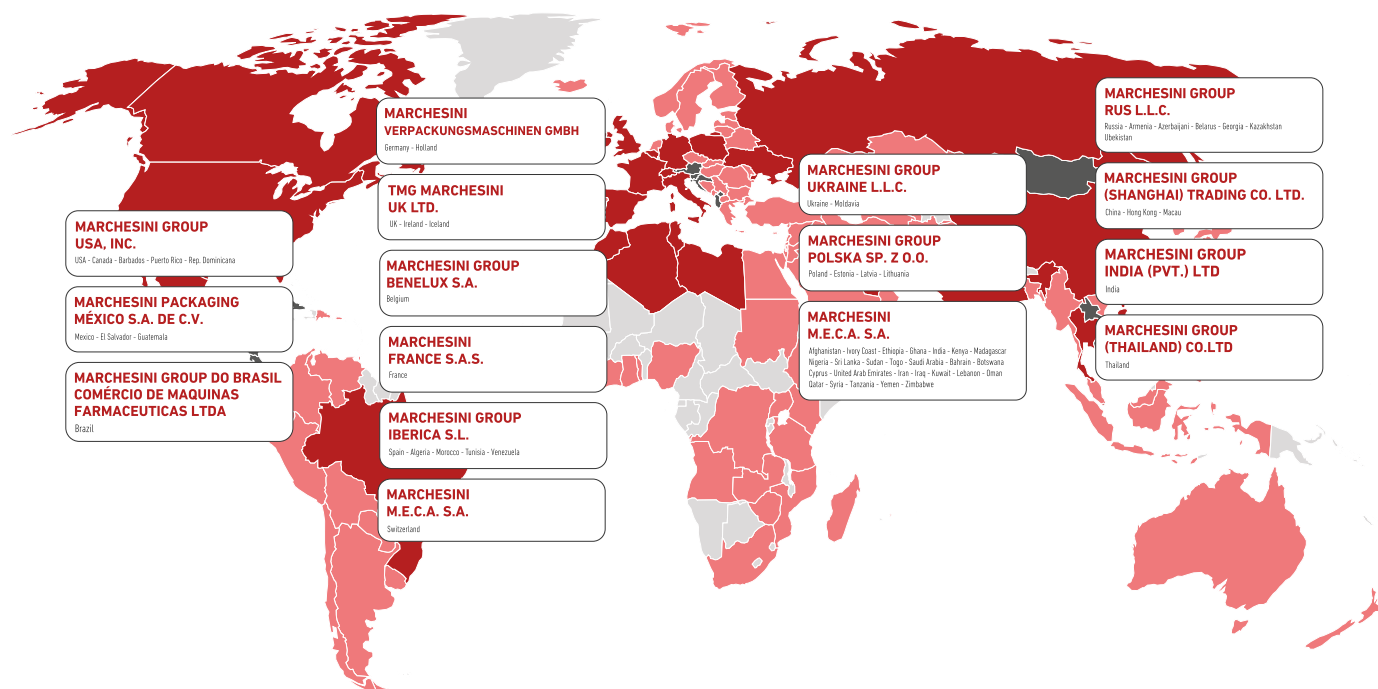 MARCHESINI GROUP
USA, INC.
USA - Canada - Barbados - Puerto Rico - Rep. Dominicana
MARCHESINI PACKAGING
MÉXICO S.A. DE C.V.
Mexico - El Salvador - Guatemala
MARCHESINI GROUP DO BRASIL
COMÉRCIO DE MAQUINAS
FARMACEUTICAS LTDA
Brazil
MARCHESINI
VERPACKUNGSMASCHINEN GMBH
Germany - Holland
TMG MARCHESINI
UK LTD.
UK - Ireland - Iceland
MARCHESINI GROUP
BENELUX S.A.
Belgium
MARCHESINI
FRANCE S.A.S.
France
MARCHESINI GROUP
IBERICA S.L.
Spain - Algeria - Morocco - Tunisia - Venezuela
MARCHESINI
M.E.C.A. S.A.
Switzerland
MARCHESINI GROUP
UKRAINE L.L.C.
Ukraine - Moldavia
MARCHESINI GROUP
POLSKA SP. Z O.O.
Poland - Estonia - Latvia - Lithuania
MARCHESINI
M.E.C.A. S.A.
Afghanistan - Ivory Coast - Ethiopia - Ghana - India - Kenya - Madagascar
Nigeria - Sri Lanka - Sudan - Togo - Saudi Arabia - Bahrain - Botswana
Cyprus - United Arab Emirates - Iran - Iraq - Kuwait - Lebanon - Oman
Qatar - Syria - Tanzania - Yemen - Zimbabwe
MARCHESINI GROUP
RUS L.L.C.
Russia - Armenia - Azerbaijani - Belarus - Georgia - Kazakhstan
Ubekistan
MARCHESINI GROUP
(SHANGHAI) TRADING CO. LTD.
China - Hong Kong - Macau
MARCHESINI GROUP
INDIA (PVT.) LTD
India
MARCHESINI GROUP
(THAILAND) CO.LTD
Thailand